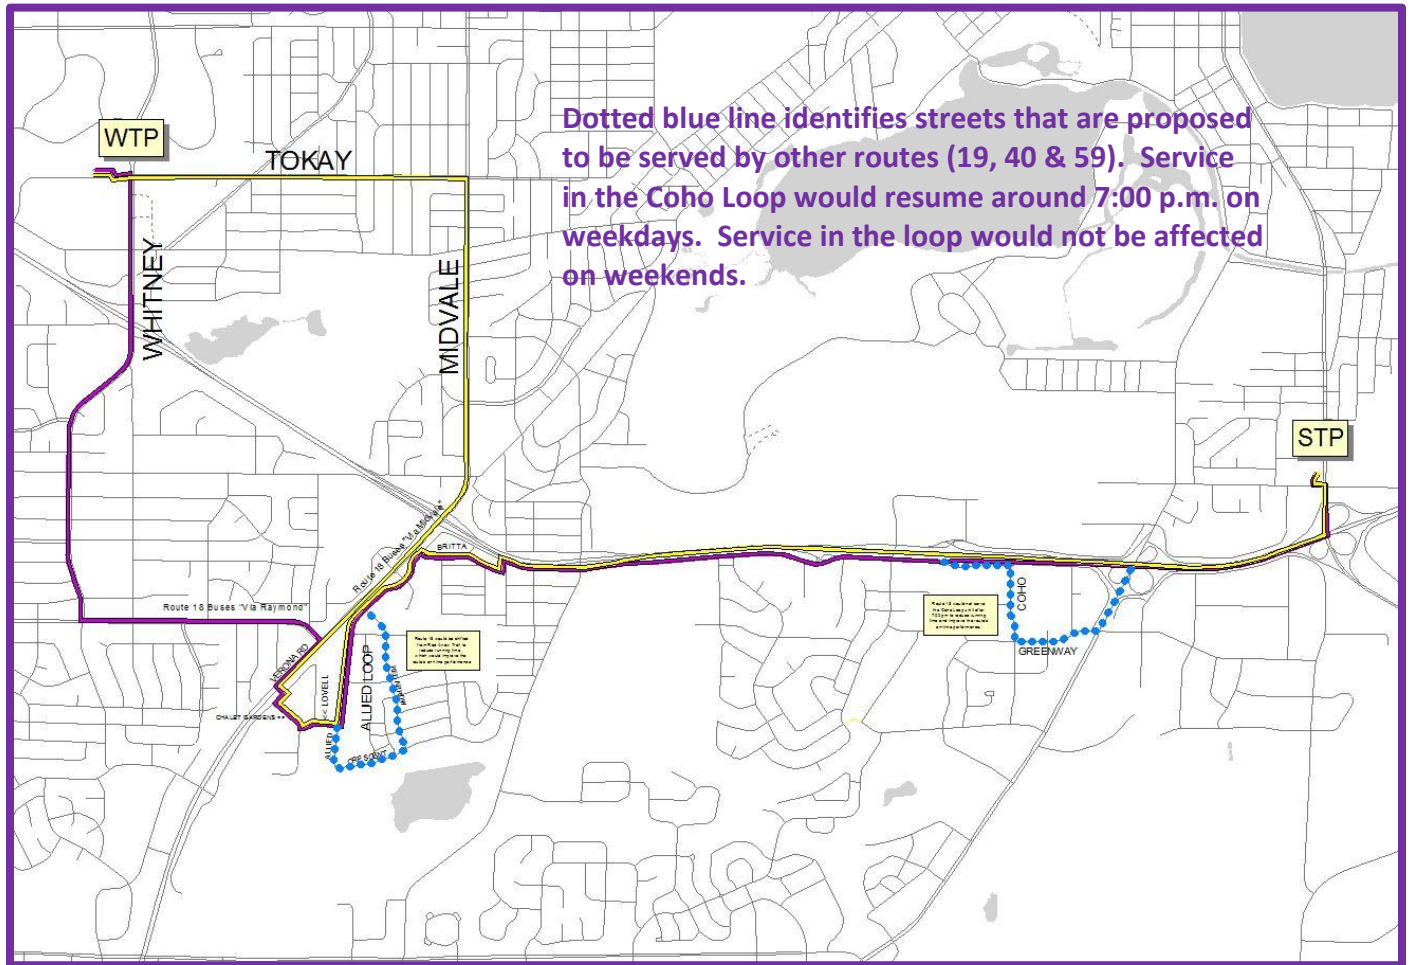 Dotted blue line identifies streets that are proposed
to be served by other routes (19, 40 & 59). Service
in the Coho Loop would resume around 7:00 p.m. on
weekdays. Service in the loop would not be affected
on weekends.
WTP
TOKAY
WHITNEY
MIDVALE
STP
Route 18 Buses "Via Midvale"
BRITTA
Route 18 Buses "Via Raymond"
VERONA RD
<< LOVELL
ALLIED LOOP
CHALET GARDENS <<
ALLIED
CRESCENT
COHO
GREENWAY